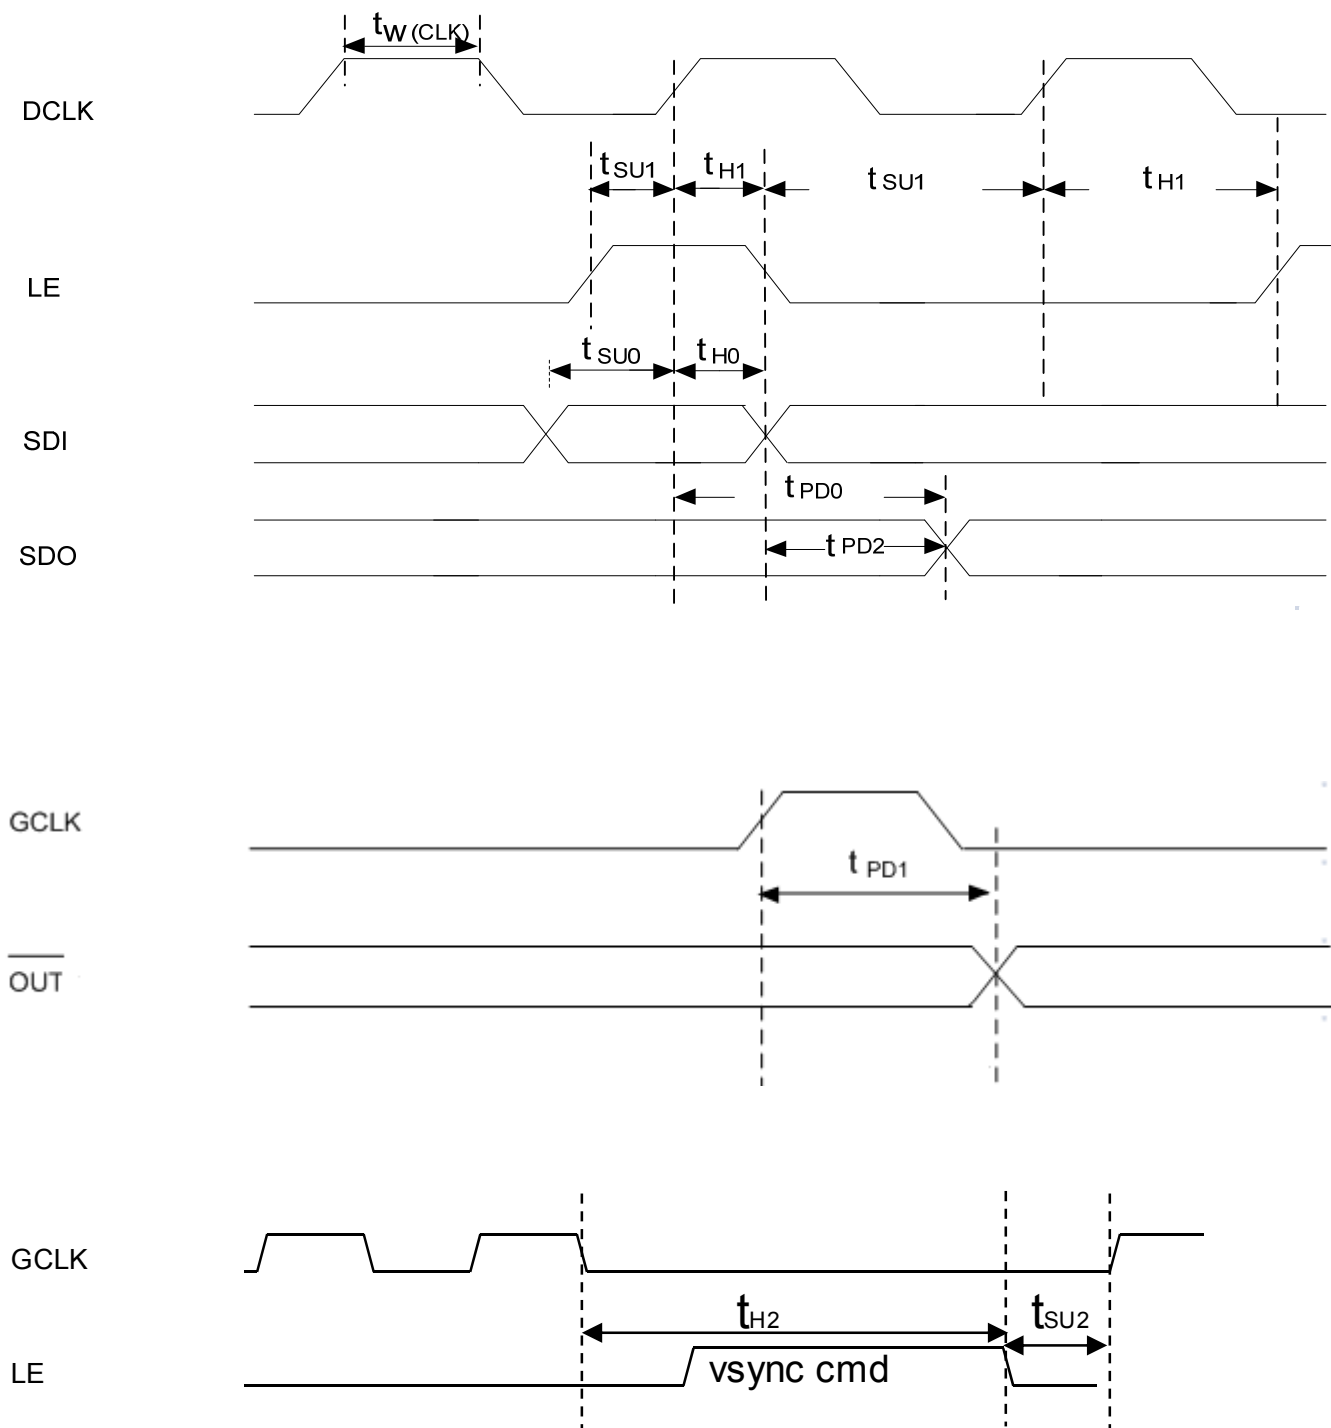 tW(CLK)
DCLK
tSU1 tH1 tSU1 tH1
LE
tSU0 tH0
SDI
tPD0
SDO tPD2
GCLK
tPD1
OUT
GCLK
tH2 tSU2
LE vsync cmd